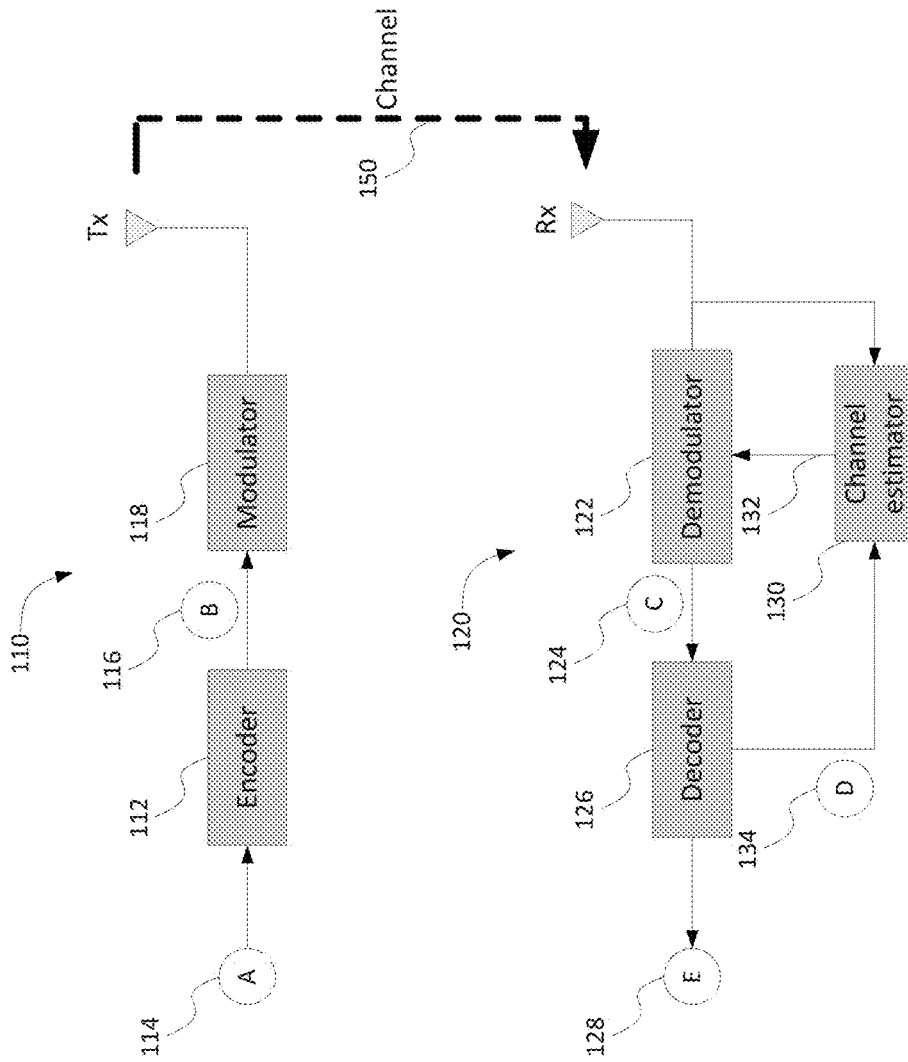 110
Tx
116
114
112
118
B
A
Encoder
Modulator
150
Channel
120
Rx
124
128
126
122
C
E
Decoder
Demodulator
134
132
130
D
Channel
estimator